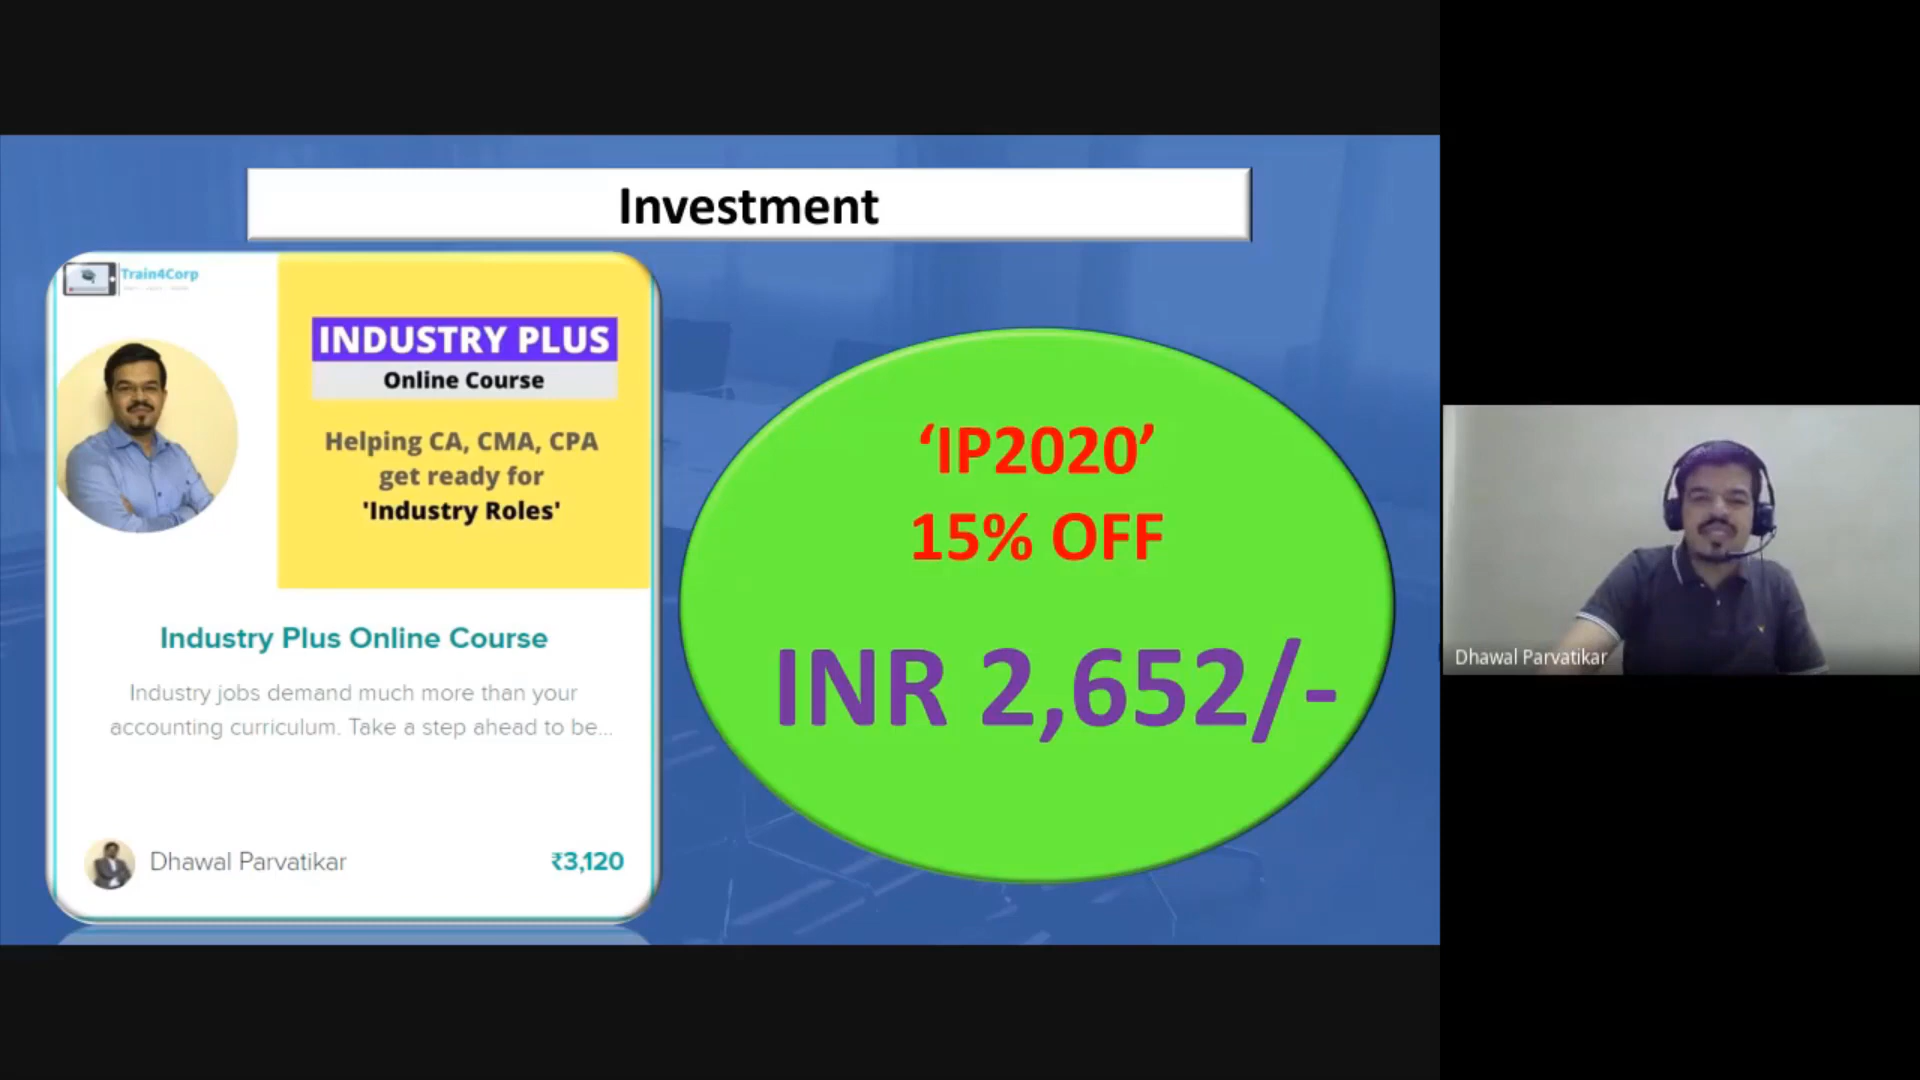 Investment
Train4Corp
INDUSTRY PLUS
Online Course
Helping CA, CMA, CPA
get ready for
'Industry Roles'
Industry Plus Online Course
Industry jobs demand much more than your
accounting curriculum. Take a step ahead to be...
Dhawal Parvatikar
₹3,120
‘IP2020’
15% OFF
INR 2,652/-
Dhawal Parvatikar